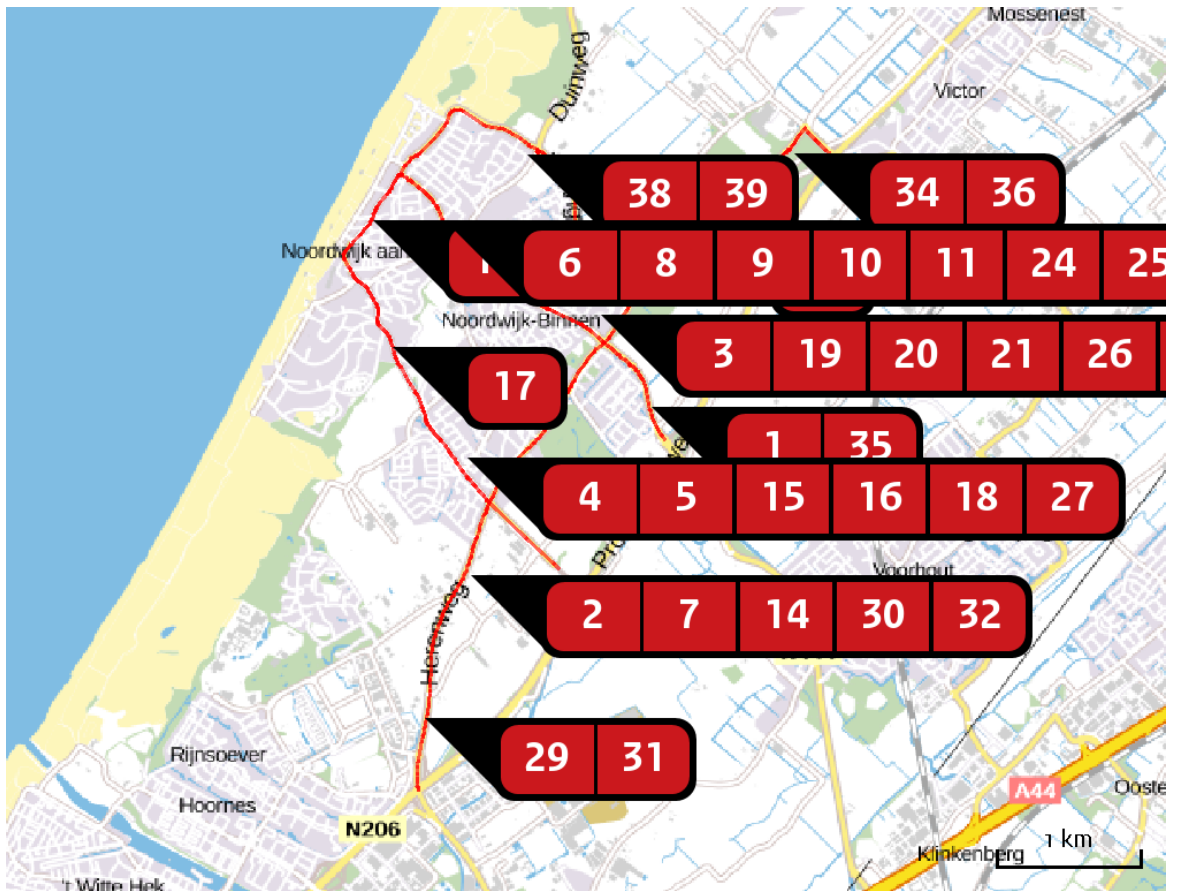 Mossenest
Duinweg
Victor
38 39
34 36
Noordwijk aan
6 8 9 10 11 24 25
Noordwijk-Binnen
3 19 20 21 26
17
1 35
4 5 15 16 18 27
Voorhout
2 7 14 30 32
Herenweg
29 31
Rijnsoever
A44
Ooste
Hoornes
N206
1 km
Klinkenberg
't Witte Hek